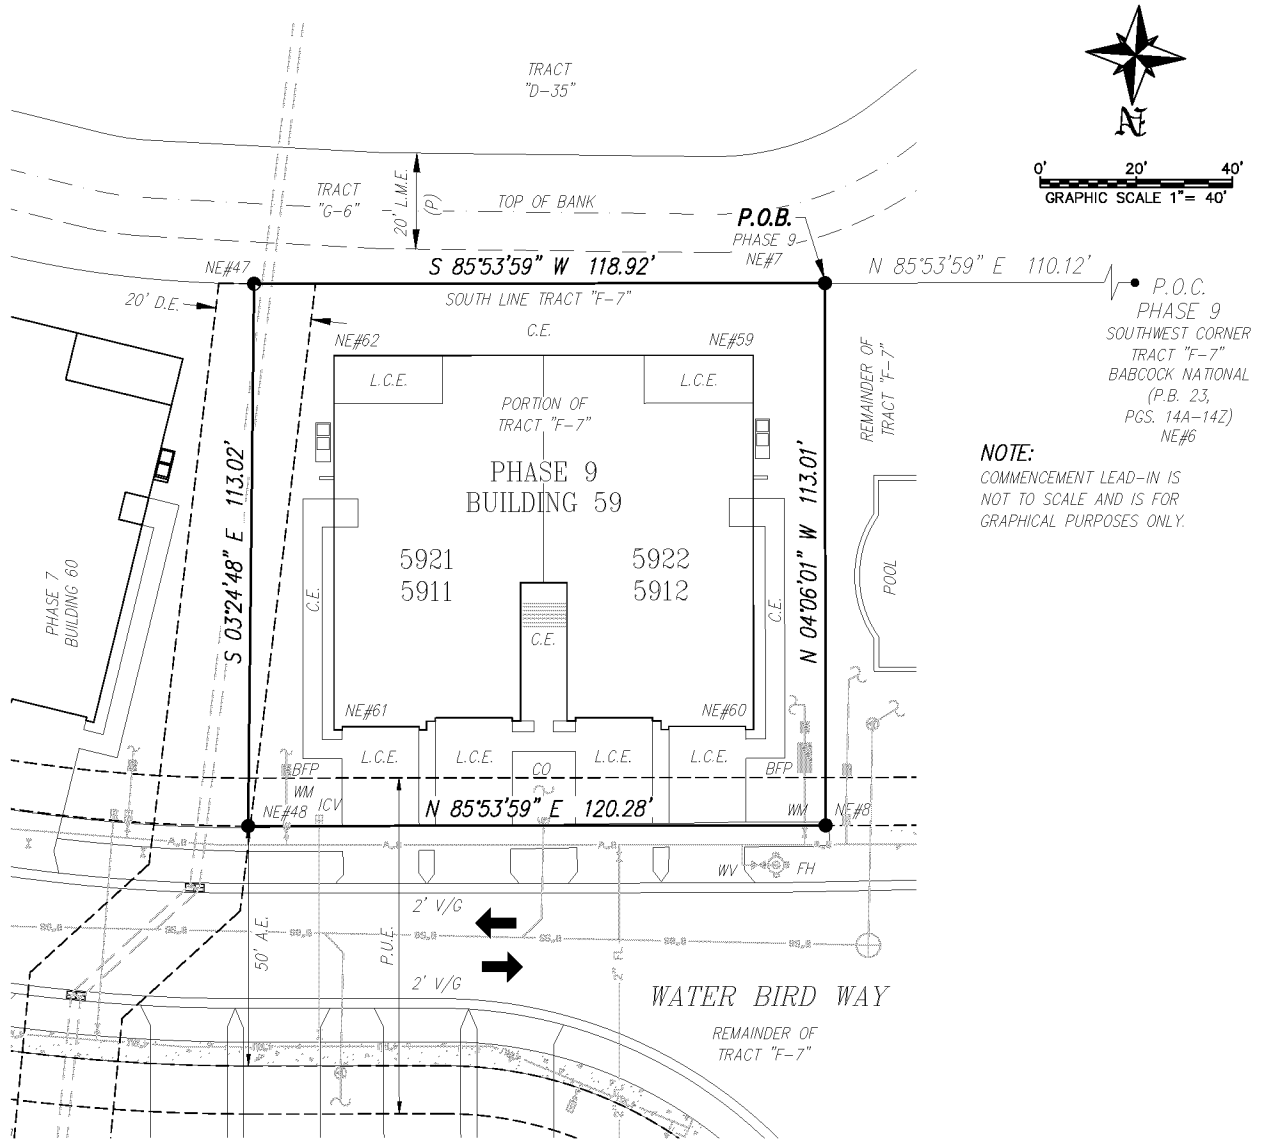 TRACT
"D-35"
0' 20' 40'
GRAPHIC SCALE 1"= 40'
TRACT
"G-6"
20' L.M.E.
(P)
TOP OF BANK
P.O.B.
PHASE 9
NE#7
NE#47
S 85°53'59" W 118.92'
N 85°53'59" E 110.12'
SOUTH LINE TRACT "F-7"
20' D.E.
P.O.C.
PHASE 9
SOUTHWEST CORNER
TRACT "F-7"
BABCOCK NATIONAL
(P.B. 23,
PGS. 14A-14Z)
NE#6
NE#62
C.E.
NE#59
L.C.E.
L.C.E.
REMAINDER OF
TRACT "F-7"
PORTION OF
TRACT "F-7"
NOTE:
COMMENCEMENT LEAD-IN IS
NOT TO SCALE AND IS FOR
GRAPHICAL PURPOSES ONLY.
PHASE 9
BUILDING 59
S 03°24'48" E 113.02'
N 04°06'01" W 113.01'
5921
5911
5922
5912
PHASE 7
BUILDING 60
POOL
C.E.
C.E.
C.E.
NE#61
NE#60
L.C.E.
L.C.E.
L.C.E.
L.C.E.
BFP
CO
BFP
WM
ICV
NE#48
N 85°53'59" E 120.28'
WM
NE#8
WV
FH
2' V/G
50' A.E.
P.U.E.
2" FL
2' V/G
WATER BIRD WAY
REMAINDER OF
TRACT "F-7"